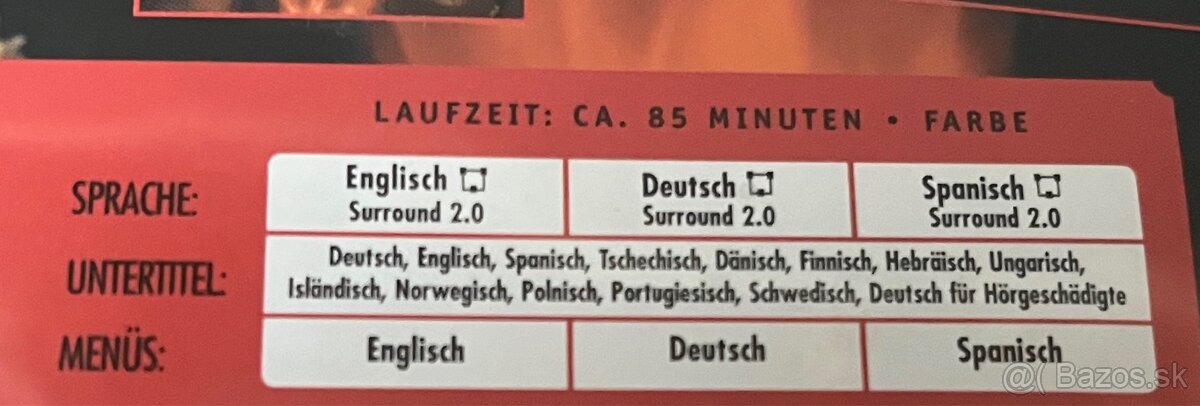 LAUFZEIT: CA. 85 MINUTEN • FARBE
SPRACHE: Englisch Deutsch Spanisch
Surround 2.0 Surround 2.0 Surround 2.0
UNTERTITEL: Deutsch, Englisch, Spanisch, Tschechisch, Dänisch, Finnisch, Hebräisch, Ungarisch,
Isländisch, Norwegisch, Polnisch, Portugiesisch, Schwedisch, Deutsch für Hörgeschädigte
MENÜS: Englisch Deutsch Spanisch
@( Bazos.sk